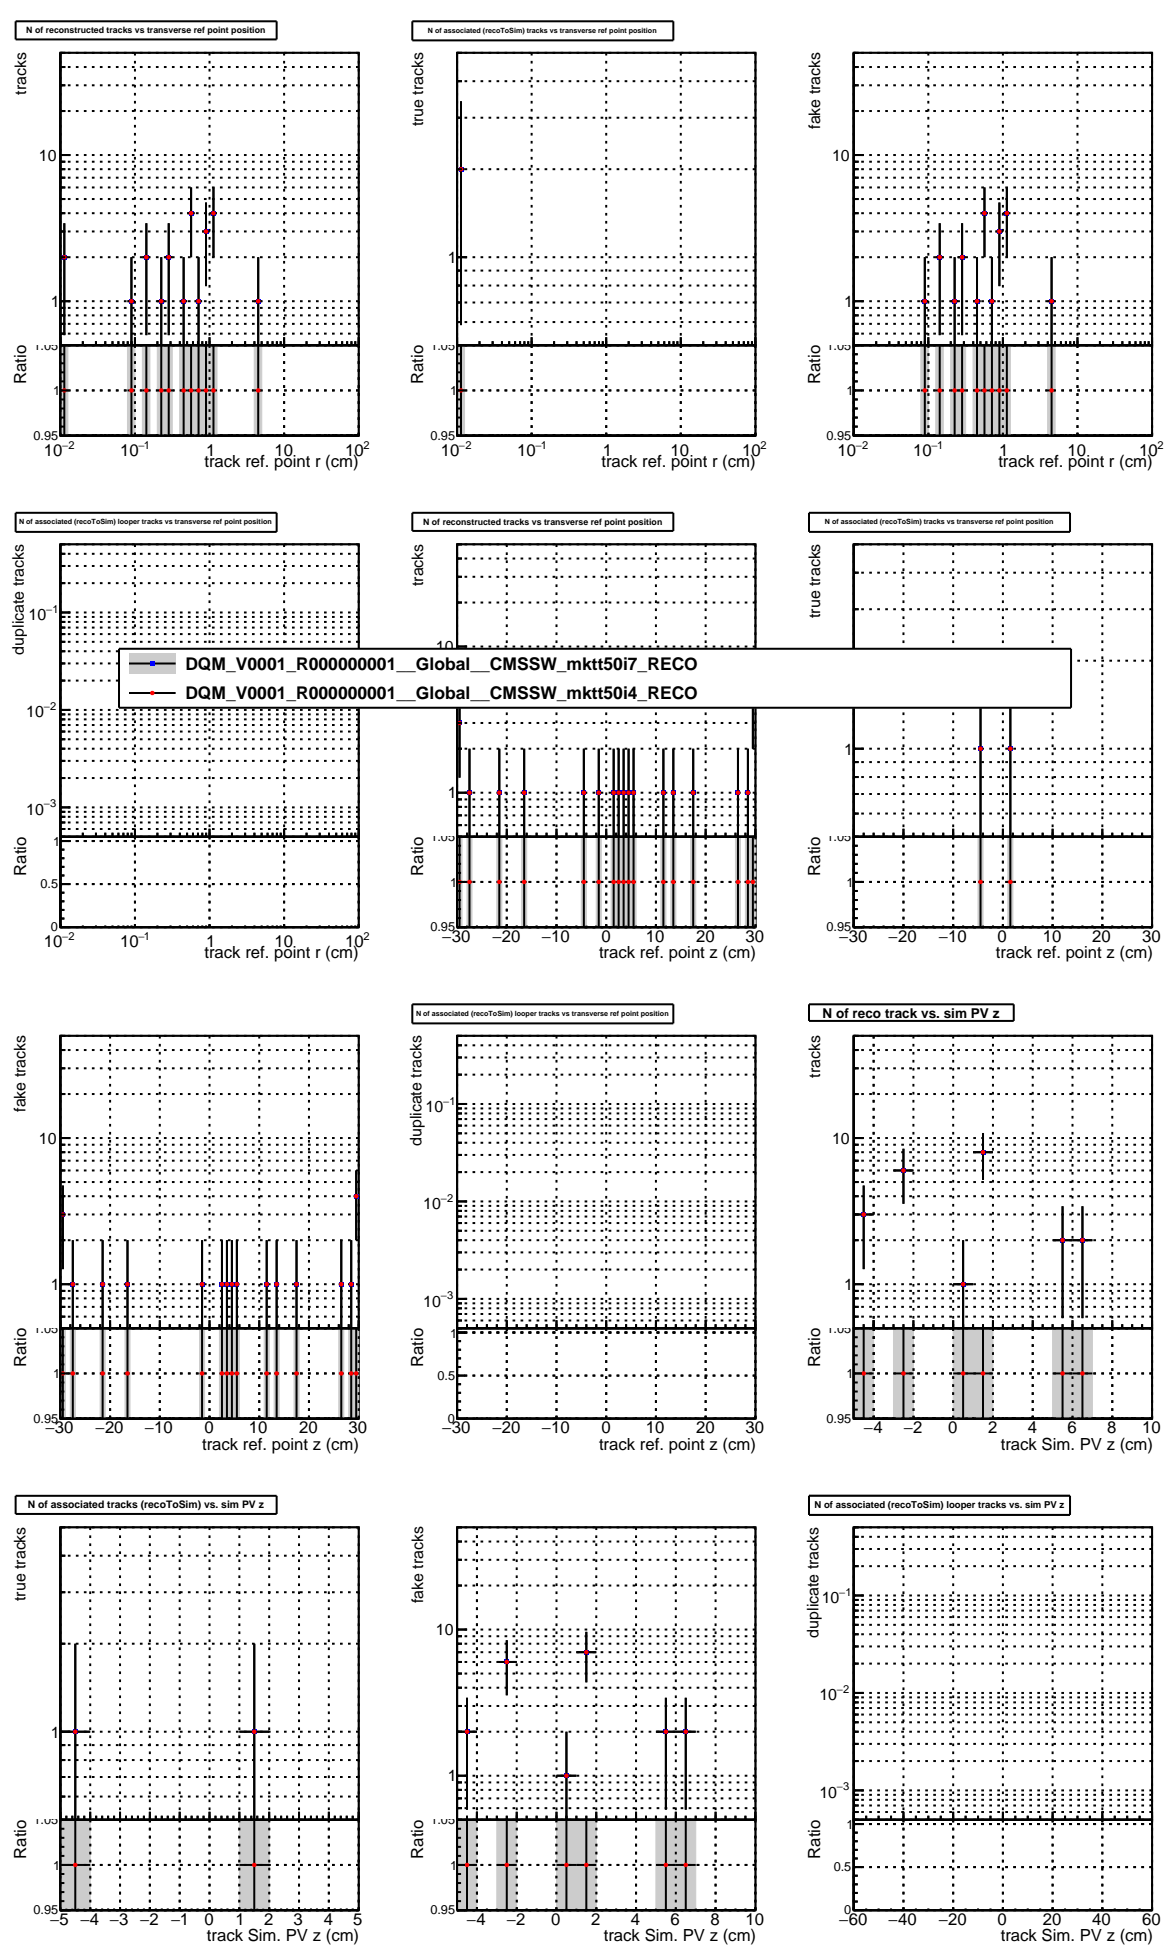 N of reconstructed tracks vs transverse ref point position
tracks
10
1
Ratio
1.05
1
0.95
10−2 10−1 1 10 102
track ref. point r (cm)
N of associated (recoToSim) tracks vs transverse ref point position
true tracks
1
Ratio
1.05
1
0.95
10−2 10−1 1 10 102
track ref. point r (cm)
fake tracks
10
1
Ratio
1.05
1
0.95
10−2 10−1 1 10 102
track ref. point r (cm)
N of associated (recoToSim) looper tracks vs transverse ref point position
duplicate tracks
10−1
10−2
10−3
Ratio
1
0.5
0
10−2 10−1 1 10 102
track ref. point r (cm)
N of reconstructed tracks vs transverse ref point position
tracks
10
1
Ratio
1.05
1
0.95
−30 −20 −10 0 10 20 30
track ref. point z (cm)
N of associated (recoToSim) tracks vs transverse ref point position
true tracks
1
Ratio
1.05
1
0.95
−30 −20 −10 0 10 20 30
track ref. point z (cm)
DQM_V0001_R000000001__Global__CMSSW_mktt50i7_RECO
DQM_V0001_R000000001__Global__CMSSW_mktt50i4_RECO
fake tracks
10
1
Ratio
1.05
1
0.95
−30 −20 −10 0 10 20 30
track ref. point z (cm)
N of associated (recoToSim) looper tracks vs transverse ref point position
duplicate tracks
10−1
10−2
10−3
Ratio
1
0.5
0
−30 −20 −10 0 10 20 30
track ref. point z (cm)
N of reco track vs. sim PV z
tracks
10
1
Ratio
1.05
1
0.95
−4 −2 0 2 4 6 8 10
track Sim. PV z (cm)
N of associated tracks (recoToSim) vs. sim PV z
true tracks
1
Ratio
1.05
1
0.95
−5 −4 −3 −2 −1 0 1 2 3 4 5
track Sim. PV z (cm)
fake tracks
10
1
Ratio
1.05
1
0.95
−4 −2 0 2 4 6 8 10
track Sim. PV z (cm)
N of associated (recoToSim) looper tracks vs. sim PV z
duplicate tracks
10−1
10−2
10−3
Ratio
1
0.5
0
−60 −40 −20 0 20 40 60
track Sim. PV z (cm)